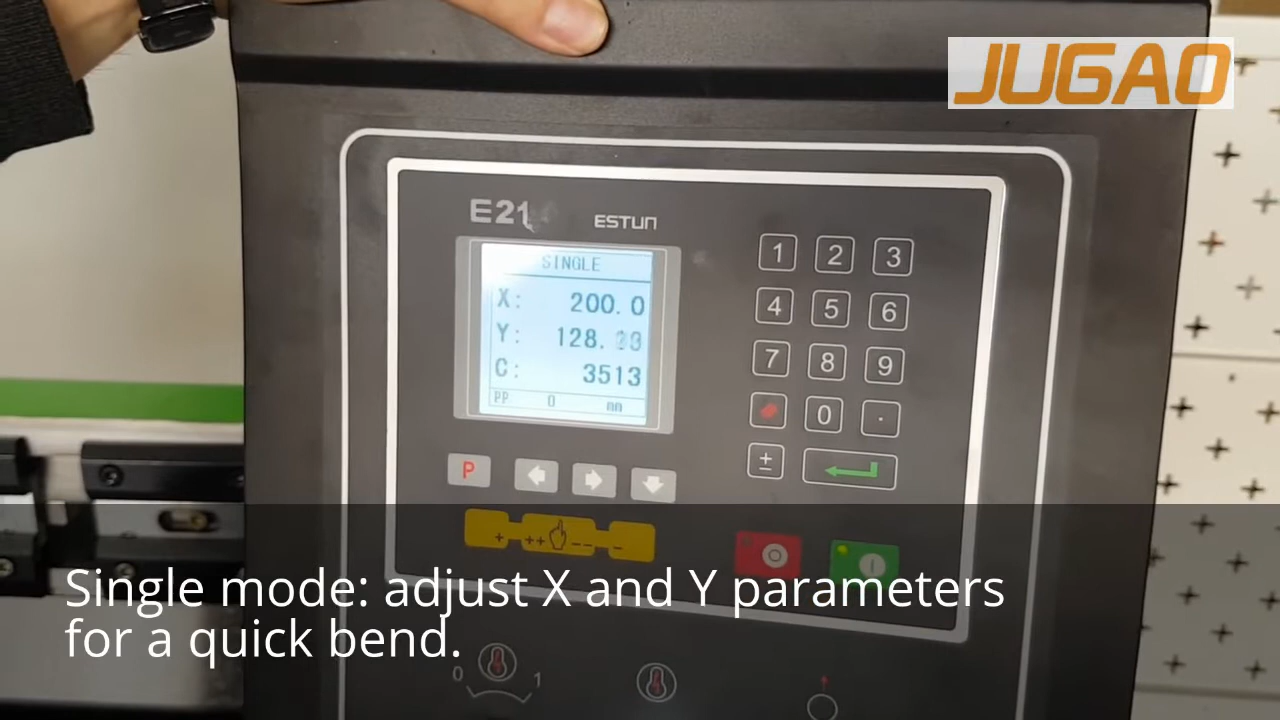 JUGAO
E21
ESTUN
SINGLE
X: 200.0
Y: 128.
C: 3513
PP 0 mm
1 2 3
4 5 6
7 8 9
0 .
±
P
+ ++ -- -
Single mode: adjust X and Y parameters
for a quick bend.
0 1